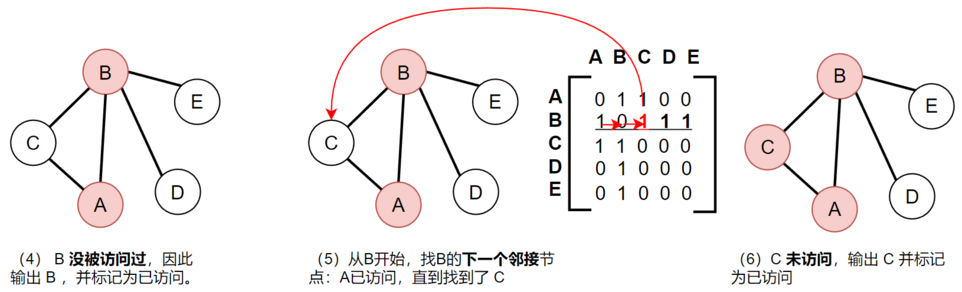 B
E
C
D
A
（4） B 没被访问过，因此
输出 B ，并标记为已访问。
B
E
C
D
A
A B C D E
A 0 1 1 0 0
B 1 0 1 1 1
C 1 1 0 0 0
D 0 1 0 0 0
E 0 1 0 0 0
（5）从B开始，找B的下一个邻接节
点：A已访问，直到找到了 C
B
E
C
D
A
（6）C 未访问，输出 C 并标记
为已访问